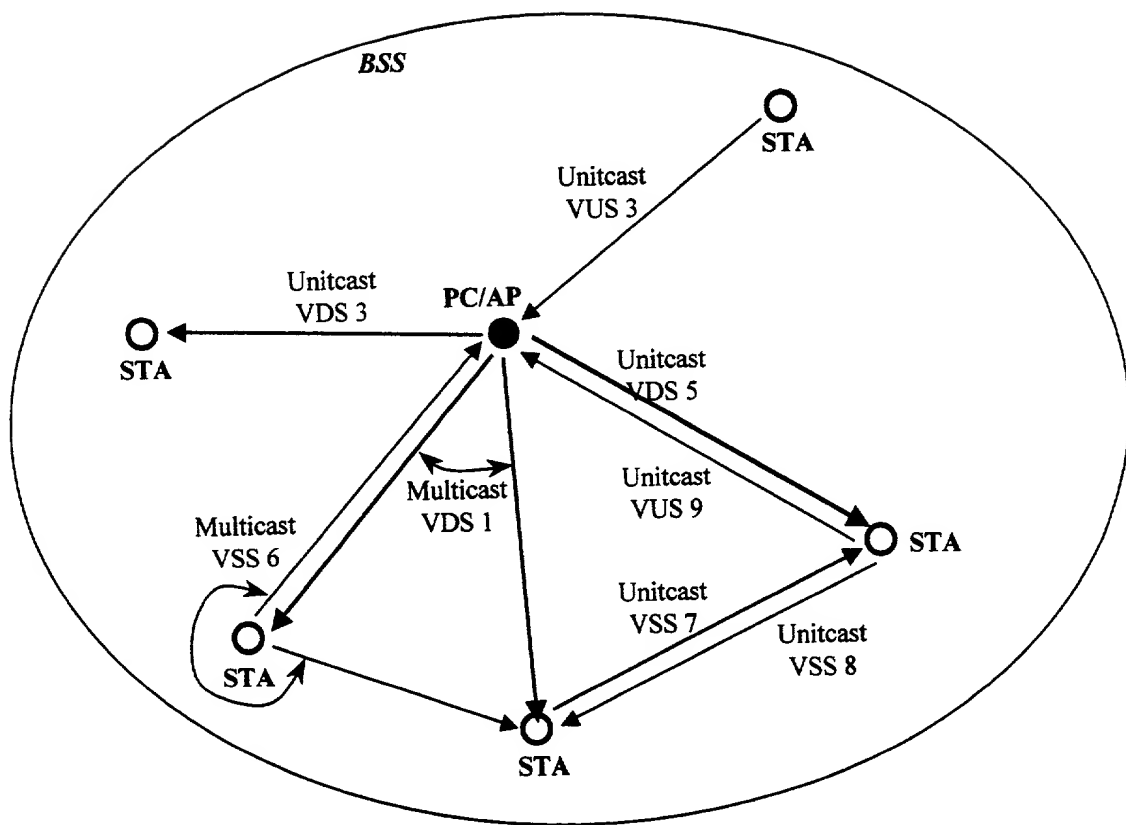 BSS
STA
Unitcast
VUS 3
Unitcast
VDS 3
PC/AP
STA
Unitcast
VDS 5
Multicast
VDS 1
Unitcast
VUS 9
Multicast
VSS 6
STA
Unitcast
VSS 7
Unitcast
VSS 8
STA
STA